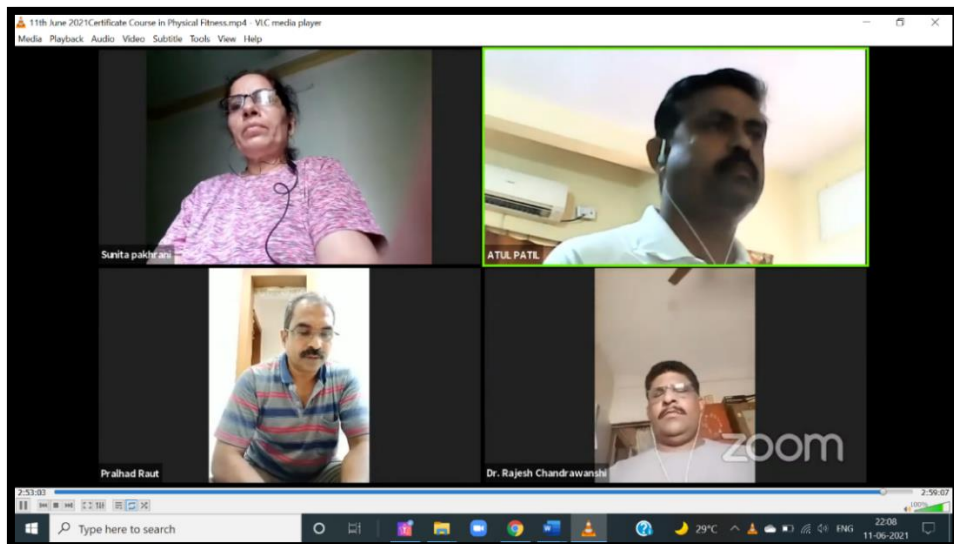 11th June 2021Certificate Course in Physical Fitness.mp4 - VLC media player
Media Playback Audio Video Subtitle Tools View Help
Sunita pakhrani
ATUL PATIL
Pralhad Raut
Dr. Rajesh Chandrawanshi
zoom
2:53:03
2:59:07
100%
Type here to search
29°C
ENG
22:08
11-06-2021